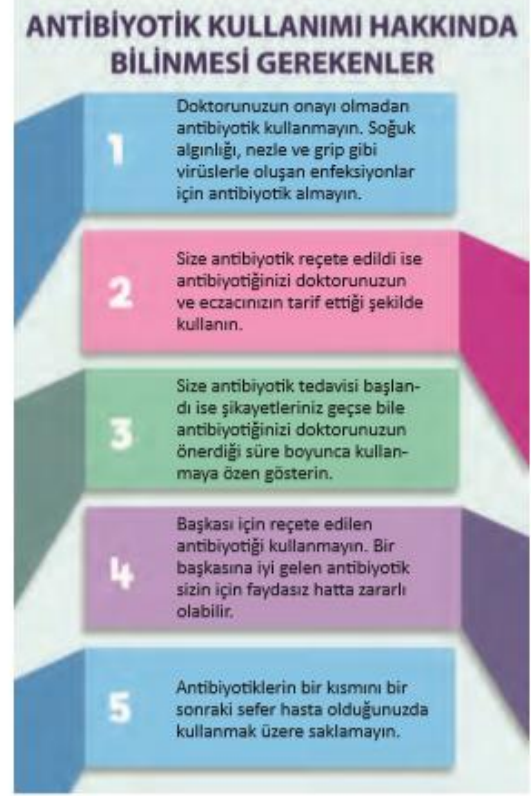 ANTİBİYOTİK KULLANIMI HAKKINDA
BİLİNMESİ GEREKENLER
1
Doktorunuzun onayı olmadan
antibiyotik kullanmayın. Soğuk
algınlığı, nezle ve grip gibi
virüslerle oluşan enfeksiyonlar
için antibiyotik almayın.
2
Size antibiyotik reçete edildi ise
antibiyotiğinizi doktorunuzun
ve eczacınızın tarif ettiği şekilde
kullanın.
3
Size antibiyotik tedavisi başlan-
dı ise şikayetleriniz geçse bile
antibiyotiğinizi doktorunuzun
önerdiği süre boyunca kullan-
maya özen gösterin.
4
Başkası için reçete edilen
antibiyotiği kullanmayın. Bir
başkasına iyi gelen antibiyotik
sizin için faydasız hatta zararlı
olabilir.
5
Antibiyotiklerin bir kısmını bir
sonraki sefer hasta olduğunuzda
kullanmak üzere saklamayın.